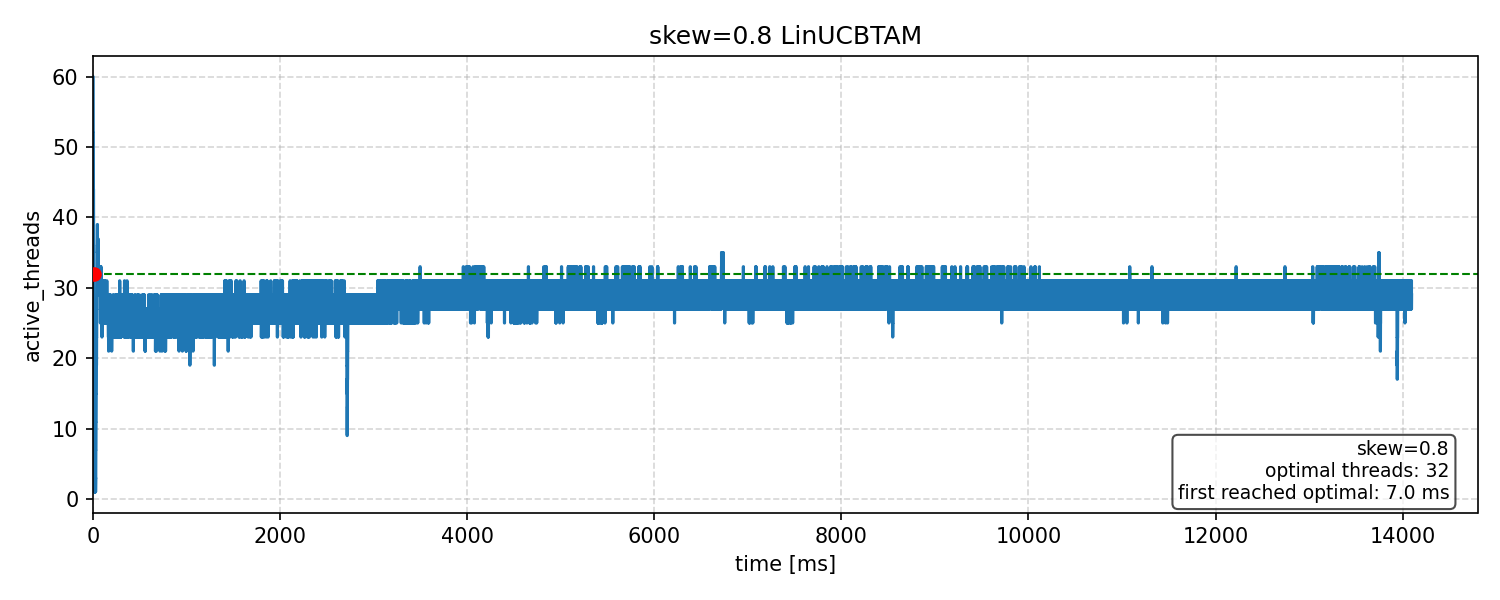 skew=0.8 LinUCBTAM
active_threads
60
50
40
30
20
10
0
skew=0.8
optimal threads: 32
first reached optimal: 7.0 ms
0 2000 4000 6000 8000 10000 12000 14000
time [ms]